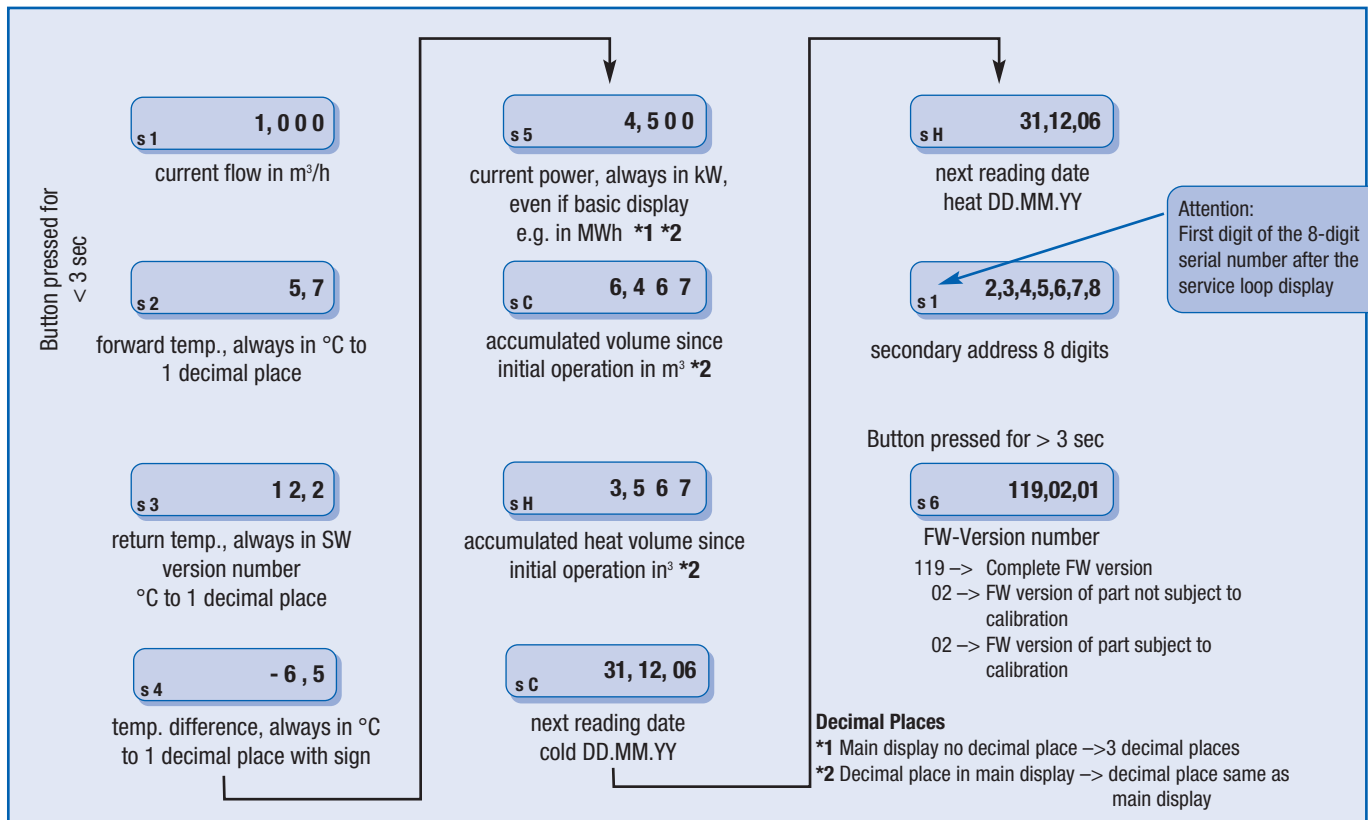 Button pressed for
< 3 sec
s 1 1, 0 0 0
current flow in m³/h
s 2 5, 7
forward temp., always in °C to
1 decimal place
s 3 1 2, 2
return temp., always in SW
version number
°C to 1 decimal place
s 4 - 6 , 5
temp. difference, always in °C
to 1 decimal place with sign
s 5 4, 5 0 0
current power, always in kW,
even if basic display
e.g. in MWh *1 *2
s C 6, 4 6 7
accumulated volume since
initial operation in m³ *2
s H 3, 5 6 7
accumulated heat volume since
initial operation in³ *2
s C 31, 12, 06
next reading date
cold DD.MM.YY
s H 31,12,06
next reading date
heat DD.MM.YY
Attention:
First digit of the 8-digit
serial number after the
service loop display
s 1 2,3,4,5,6,7,8
secondary address 8 digits
Button pressed for > 3 sec
s 6 119,02,01
FW-Version number
119 –> Complete FW version
02 –> FW version of part not subject to
calibration
02 –> FW version of part subject to
calibration
Decimal Places
*1 Main display no decimal place –>3 decimal places
*2 Decimal place in main display –> decimal place same as
main display